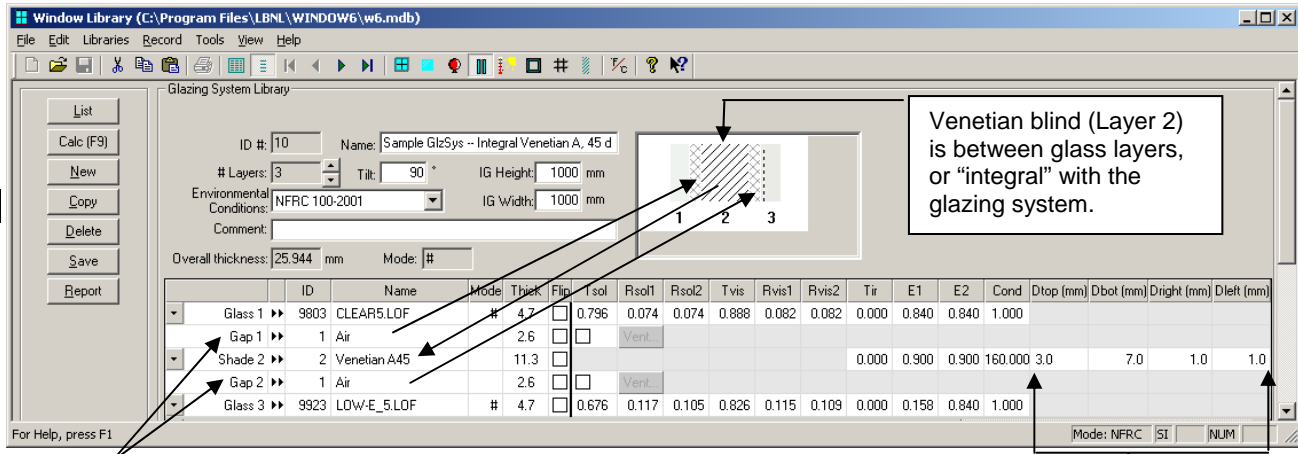 Window Library (C:\Program Files\LBNL\WINDOW6\w6.mdb)
File Edit Libraries Record Tools View Help
Glazing System Library
List
Calc (F9)
New
Copy
Delete
Save
Report
ID #: 10 Name: Sample GlzSys -- Integral Venetian A, 45 d
# Layers: 3 Tilt: 90 ° IG Height: 1000 mm
Environmental Conditions: NFRC 100-2001 IG Width: 1000 mm
Comment:
Overall thickness: 25.944 mm Mode: #
1 2 3
Venetian blind (Layer 2)
is between glass layers,
or “integral” with the
glazing system.
ID Name Mode Thick Flip Tsol Rsol1 Rsol2 Tvis Rvis1 Rvis2 Tir E1 E2 Cond Dtop (mm) Dbot (mm) Dright (mm) Dleft (mm)
Glass 1 9803 CLEAR5.LOF # 4.7 0.796 0.074 0.074 0.888 0.082 0.082 0.000 0.840 0.840 1.000
Gap 1 1 Air 2.6 Vent...
Shade 2 2 Venetian A45 11.3 0.000 0.900 0.900 160.000 3.0 7.0 1.0 1.0
Gap 2 1 Air 2.6 Vent...
Glass 3 9923 LOW-E_5.LOF # 4.7 0.676 0.117 0.105 0.826 0.115 0.109 0.000 0.158 0.840 1.000
For Help, press F1 Mode: NFRC SI NUM